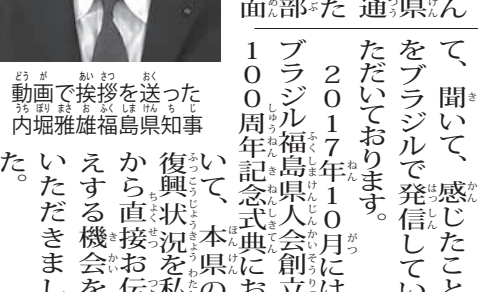 ん
県
通
た
部
面
て、聞いて、感じたこと
をブラジルで発信してい
ただいております。
２０１７年１０月には
ブラジル福島県人会創立
１００周年記念式典にお
いて、本県の
復興状況を私
から直接お伝
えする機会を
いただきまし
た。
動画で挨拶を送った
内堀雅雄福島県知事